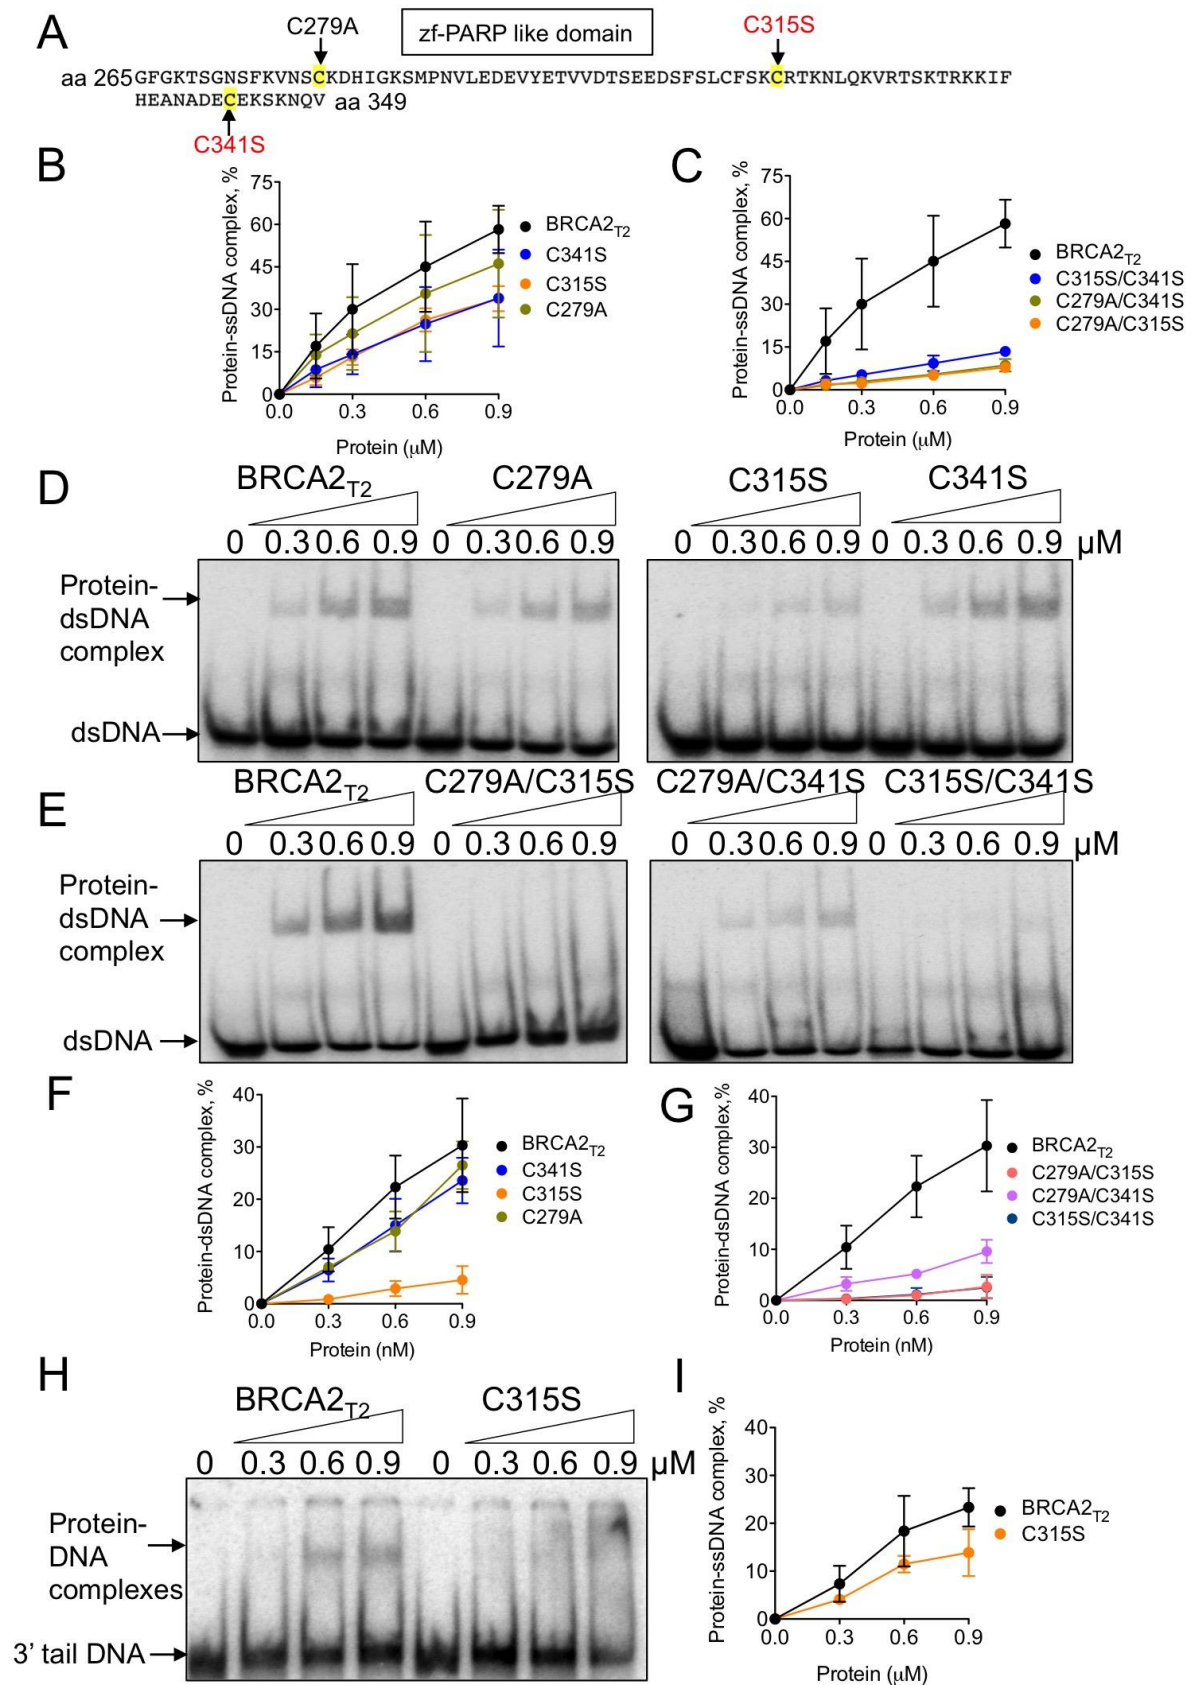 A
C279A
zf-PARP like domain
C315S
aa 265GFGKTSGNSFKVNSCKDHIGKSMPNVLEDEVYETVVDTSEEDSFSLCFSKCRTKNLQKVRTSKTRKKIF
HEANADECEKSKNQV aa 349
C341S
B
Protein-ssDNA complex, %
75
60
45
30
15
0
0.0 0.3 0.6 0.9
Protein (μM)
BRCA2T2
C341S
C315S
C279A
C
Protein-ssDNA complex, %
75
60
45
30
15
0
0.0 0.3 0.6 0.9
Protein (μM)
BRCA2T2
C315S/C341S
C279A/C341S
C279A/C315S
D
BRCA2T2 C279A C315S C341S
0 0.3 0.6 0.9 0 0.3 0.6 0.9 0 0.3 0.6 0.9 0 0.3 0.6 0.9 μM
Protein-
dsDNA
complex
dsDNA
E
BRCA2T2 C279A/C315S C279A/C341S C315S/C341S
0 0.3 0.6 0.9 0 0.3 0.6 0.9 0 0.3 0.6 0.9 0 0.3 0.6 0.9 μM
Protein-
dsDNA
complex
dsDNA
F
Protein-dsDNA complex, %
40
30
20
10
0
0.0 0.3 0.6 0.9
Protein (nM)
BRCA2T2
C341S
C315S
C279A
G
Protein-dsDNA complex,%
40
30
20
10
0
0.0 0.3 0.6 0.9
Protein (nM)
BRCA2T2
C279A/C315S
C279A/C341S
C315S/C341S
H
BRCA2T2 C315S
0 0.3 0.6 0.9 0 0.3 0.6 0.9 μM
Protein-
DNA
complexes
3’ tail DNA
I
Protein-ssDNA complex, %
40
30
20
10
0
0.0 0.3 0.6 0.9
Protein (μM)
BRCA2T2
C315S